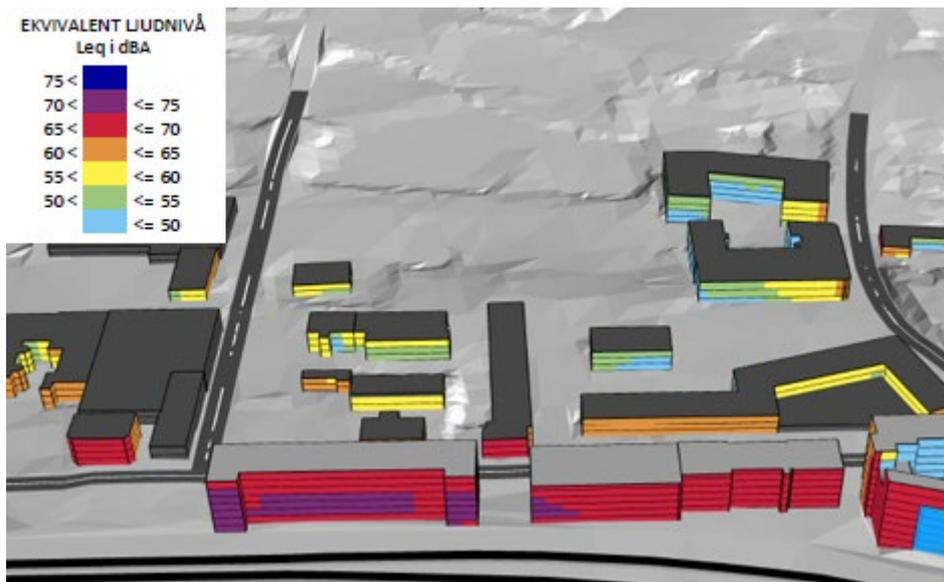 EKVIVALENT LJUDNIVÅ
Leq i dBA
75 <
70 < <= 75
65 < <= 70
60 < <= 65
55 < <= 60
50 < <= 55
<= 50